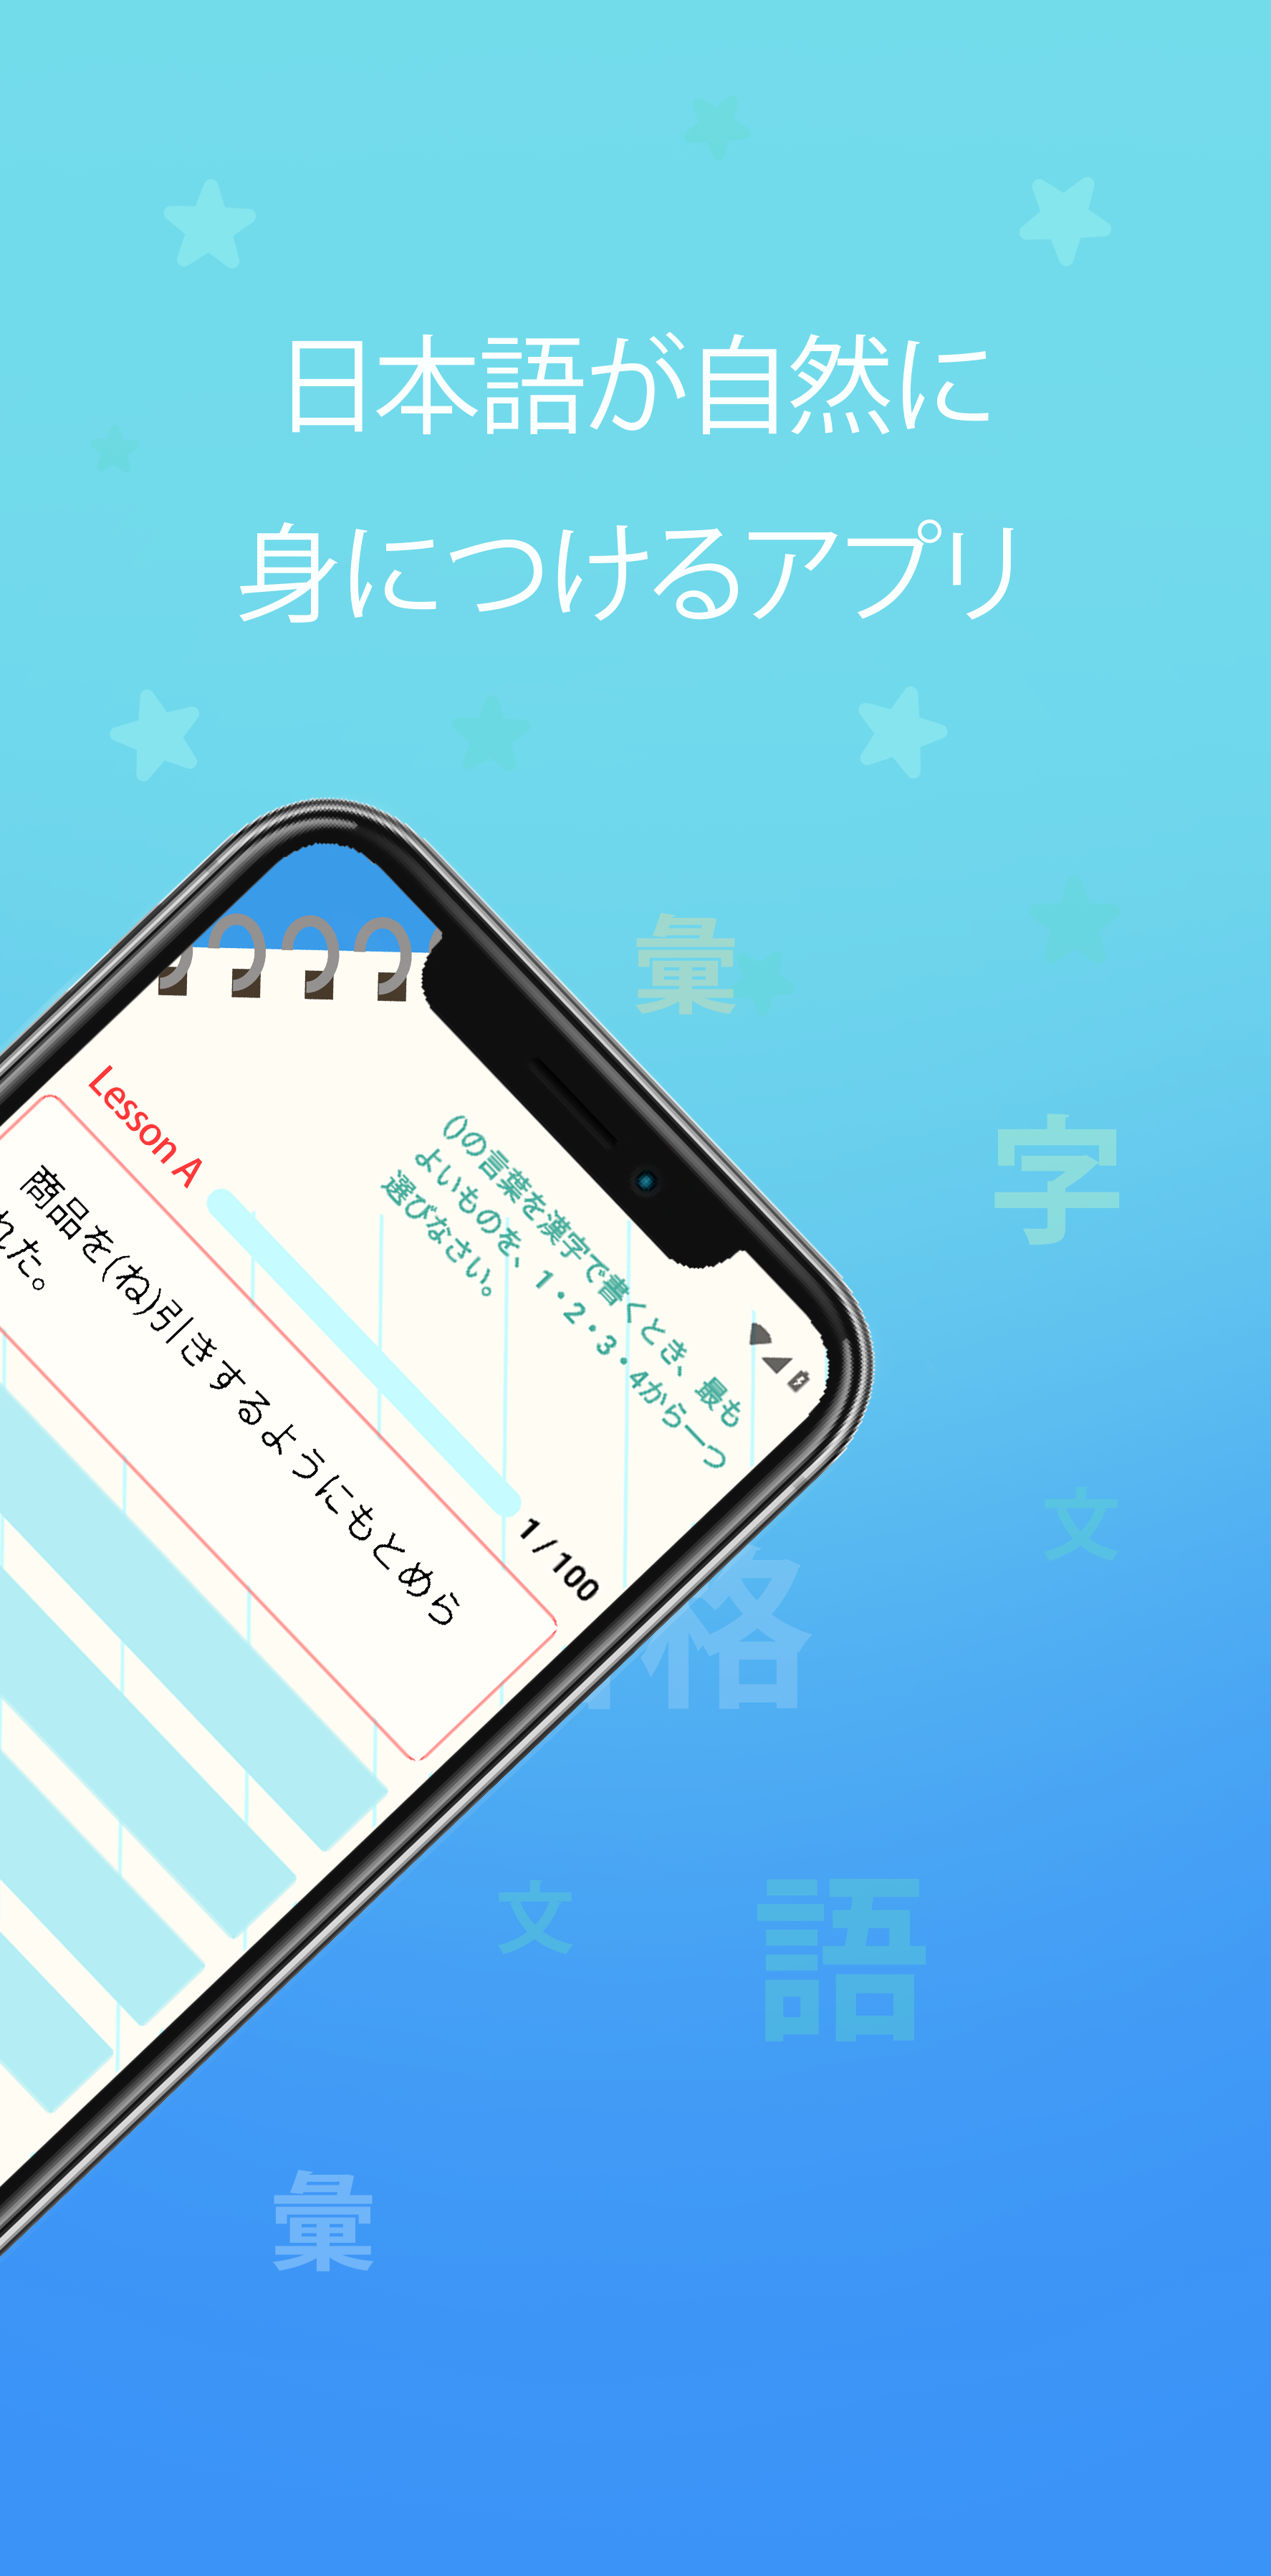 日本語が自然に
身につけるアプリ
彙
字
()の言葉を漢字で書くとき、最も
よいものを、1・2・3・4から一つ
選びなさい。
Lesson A
1/100
商品を(ね)引きするようにもとめら
れた。
文
格
文
語
彙